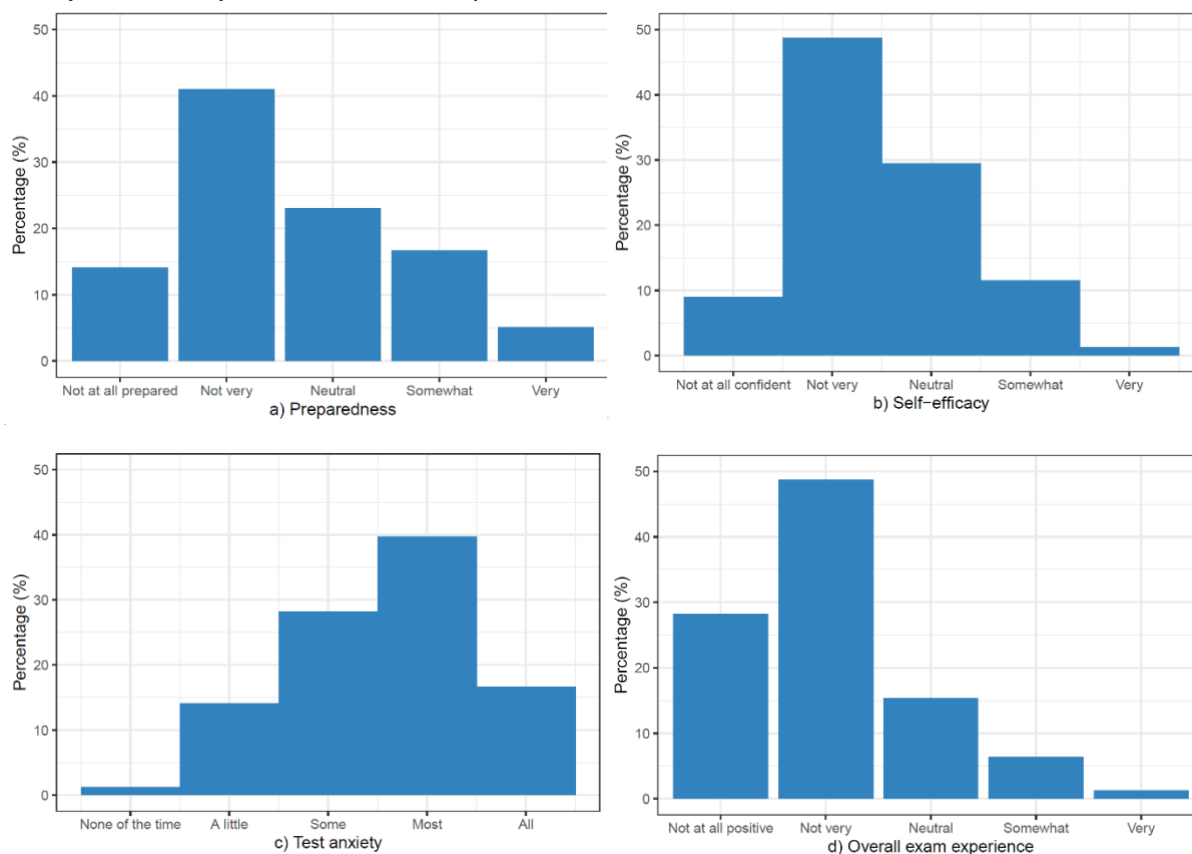 50
40
30
20
10
0
Percentage (%)
Not at all prepared Not very Neutral Somewhat Very
a) Preparedness
50
40
30
20
10
0
Percentage (%)
Not at all confident Not very Neutral Somewhat Very
b) Self−efficacy
50
40
30
20
10
0
Percentage (%)
None of the time A little Some Most All
c) Test anxiety
50
40
30
20
10
0
Percentage (%)
Not at all positive Not very Neutral Somewhat Very
d) Overall exam experience